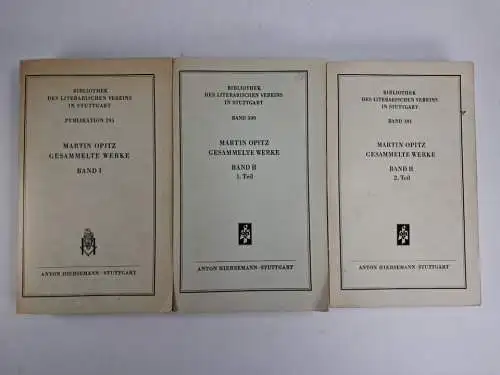 BIBLIOTHEK
DES LITERARISCHEN VEREINS
IN STUTTGART
PUBLIKATION 295
MARTIN OPITZ
GESAMMELTE WERKE
BAND I
ANTON HIERSEMANN · STUTTGART
BIBLIOTHEK
DES LITERARISCHEN VEREINS
IN STUTTGART
BAND 300
MARTIN OPITZ
GESAMMELTE WERKE
BAND II
1. Teil
ANTON HIERSEMANN · STUTTGART
BIBLIOTHEK
DES LITERARISCHEN VEREINS
IN STUTTGART
BAND 301
MARTIN OPITZ
GESAMMELTE WERKE
BAND II
2. Teil
ANTON HIERSEMANN · STUTTGART